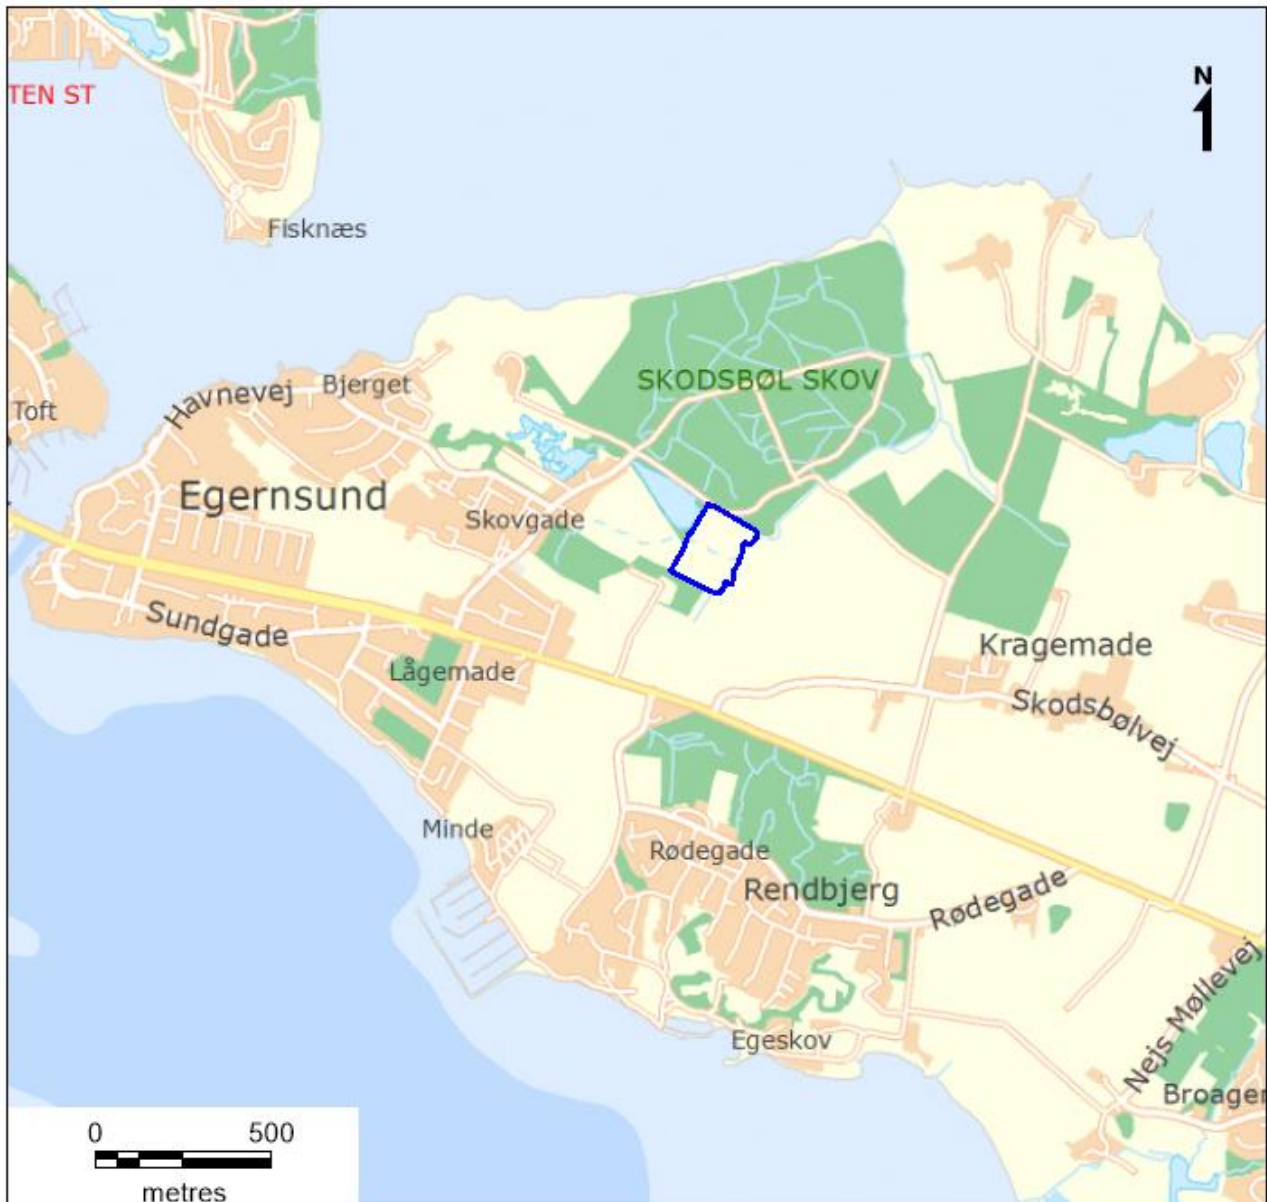 N
TEN ST
Fisknæs
SKODSBØL SKOV
Havnevej
Bjerget
Toft
Egernsund
Skovgade
Sundgade
Kragemade
Lågemade
Skodsbølvej
Minde
Rødegade
Rendbjerg
Rødegade
Nejs Møllevej
Egeskov
Broager
0 500
metres